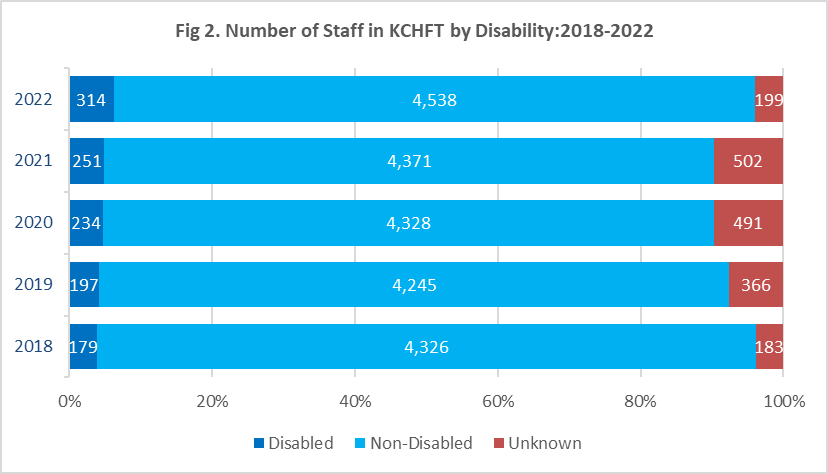 Fig 2. Number of Staff in KCHFT by Disability:2018-2022
2022 314 4,538 199
2021 251 4,371 502
2020 234 4,328 491
2019 197 4,245 366
2018 179 4,326 183
0% 20% 40% 60% 80% 100%
Disabled Non-Disabled Unknown